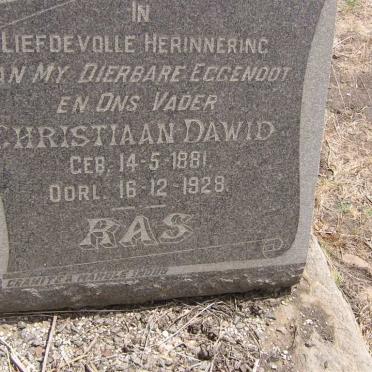 IN
LIEFDEVOLLE HERINNERING
AN MY DIERBARE EGGENOOT
EN ONS VADER
CHRISTIAAN DAWID
GEB. 14-5-1881
OORL. 16-12-1928.
RAS